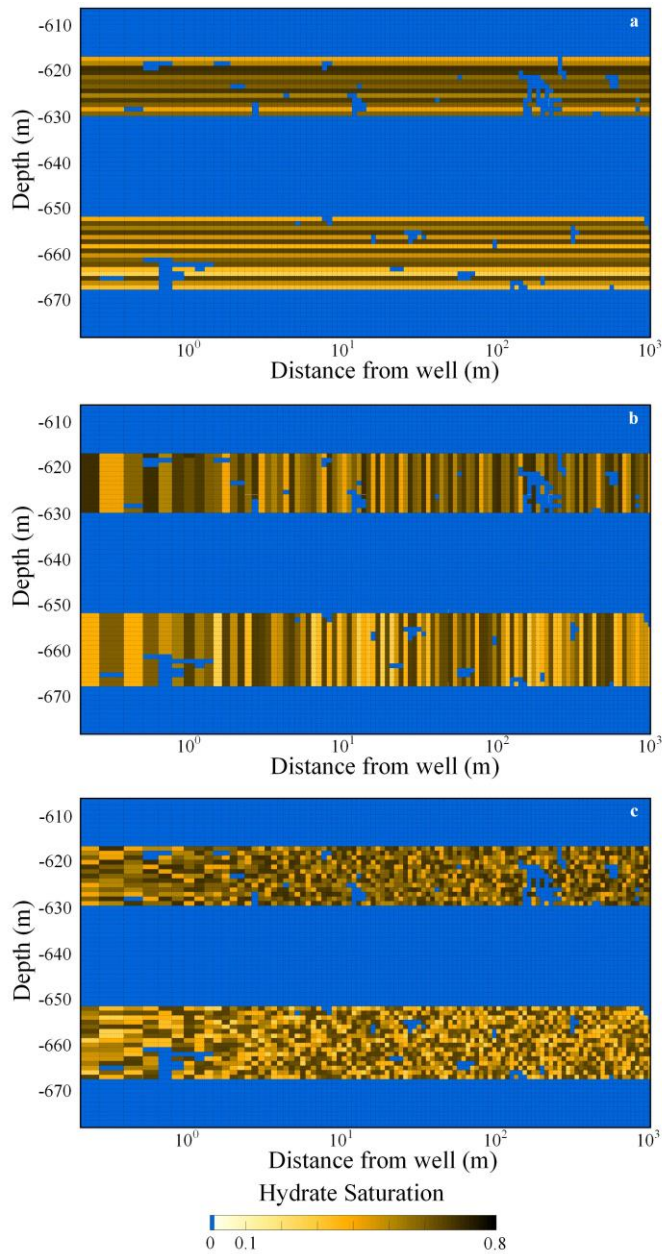 a
-610
-620
-630
-640
-650
-660
-670
Depth (m)
10⁰ 10¹ 10² 10³
Distance from well (m)
b
-610
-620
-630
-640
-650
-660
-670
Depth (m)
10⁰ 10¹ 10² 10³
Distance from well (m)
c
-610
-620
-630
-640
-650
-660
-670
Depth (m)
10⁰ 10¹ 10² 10³
Distance from well (m)
Hydrate Saturation
0 0.1 0.8